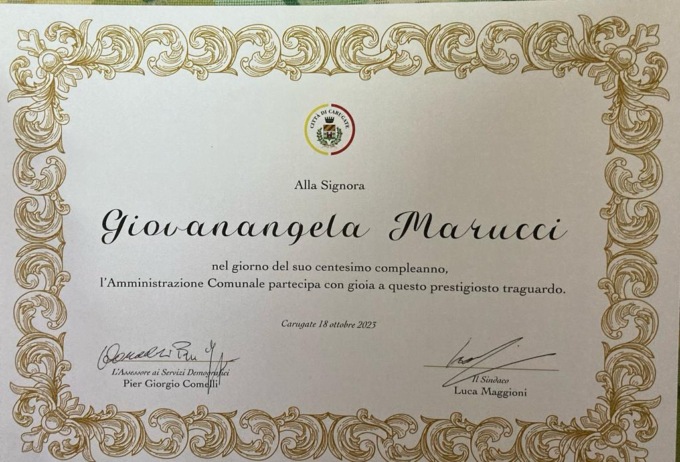 CITTÀ DI CARUGATE
Alla Signora
Giovanangela Marucci
nel giorno del suo centesimo compleanno,
l'Amministrazione Comunale partecipa con gioia a questo prestigiosto traguardo.
Carugate 18 ottobre 2023
L'Assessore ai Servizi Demografici
Pier Giorgio Comelli
Il Sindaco
Luca Maggioni